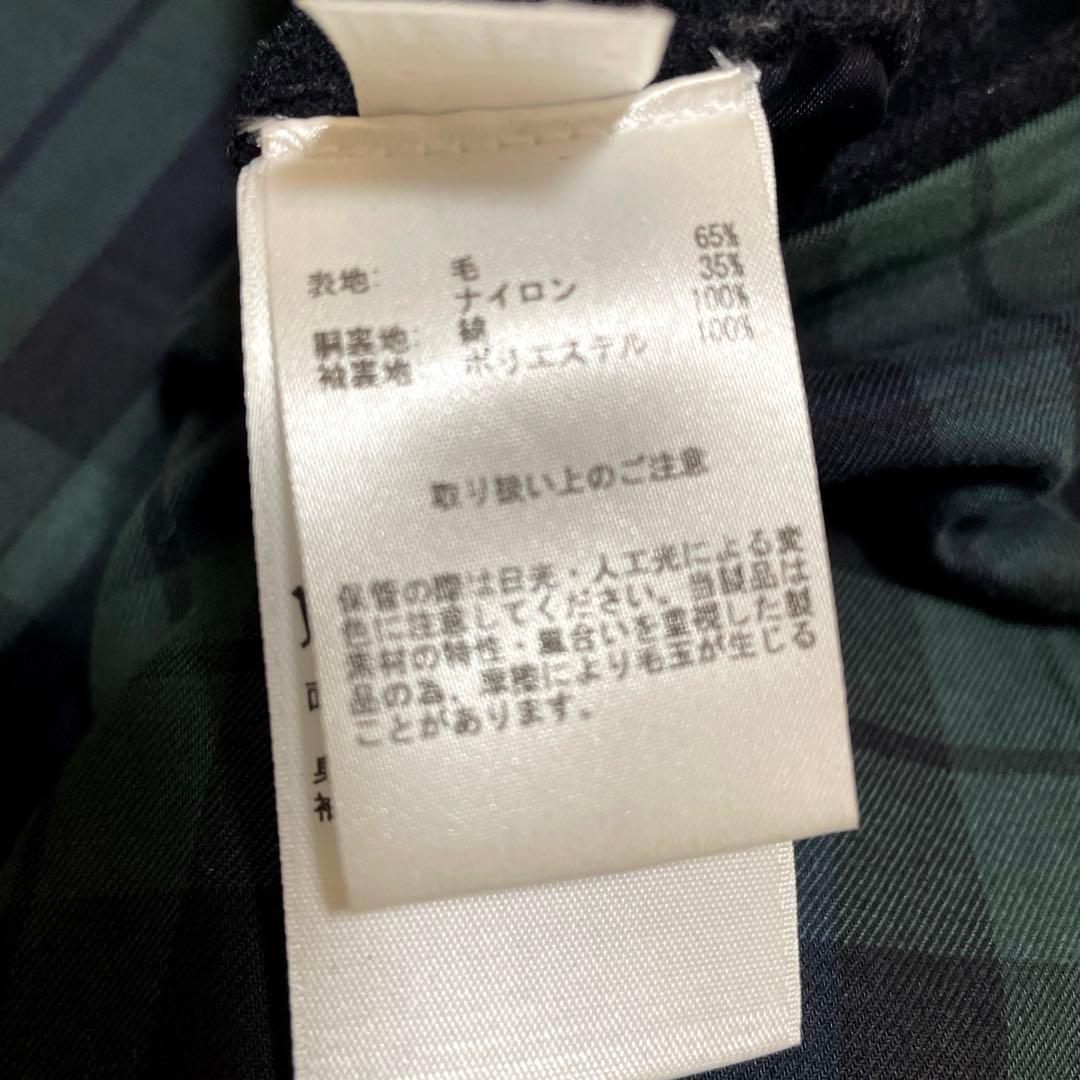 表地: 毛 65%
ナイロン 35%
胴裏地: 綿 100%
袖裏地: ポリエステル 100%
取り扱い上のご注意
保管の際は日光・人工光による変
色に注意してください。当製品は
素材の特性・風合いを重視した製
品の為、摩擦により毛玉が生じる
ことがあります。